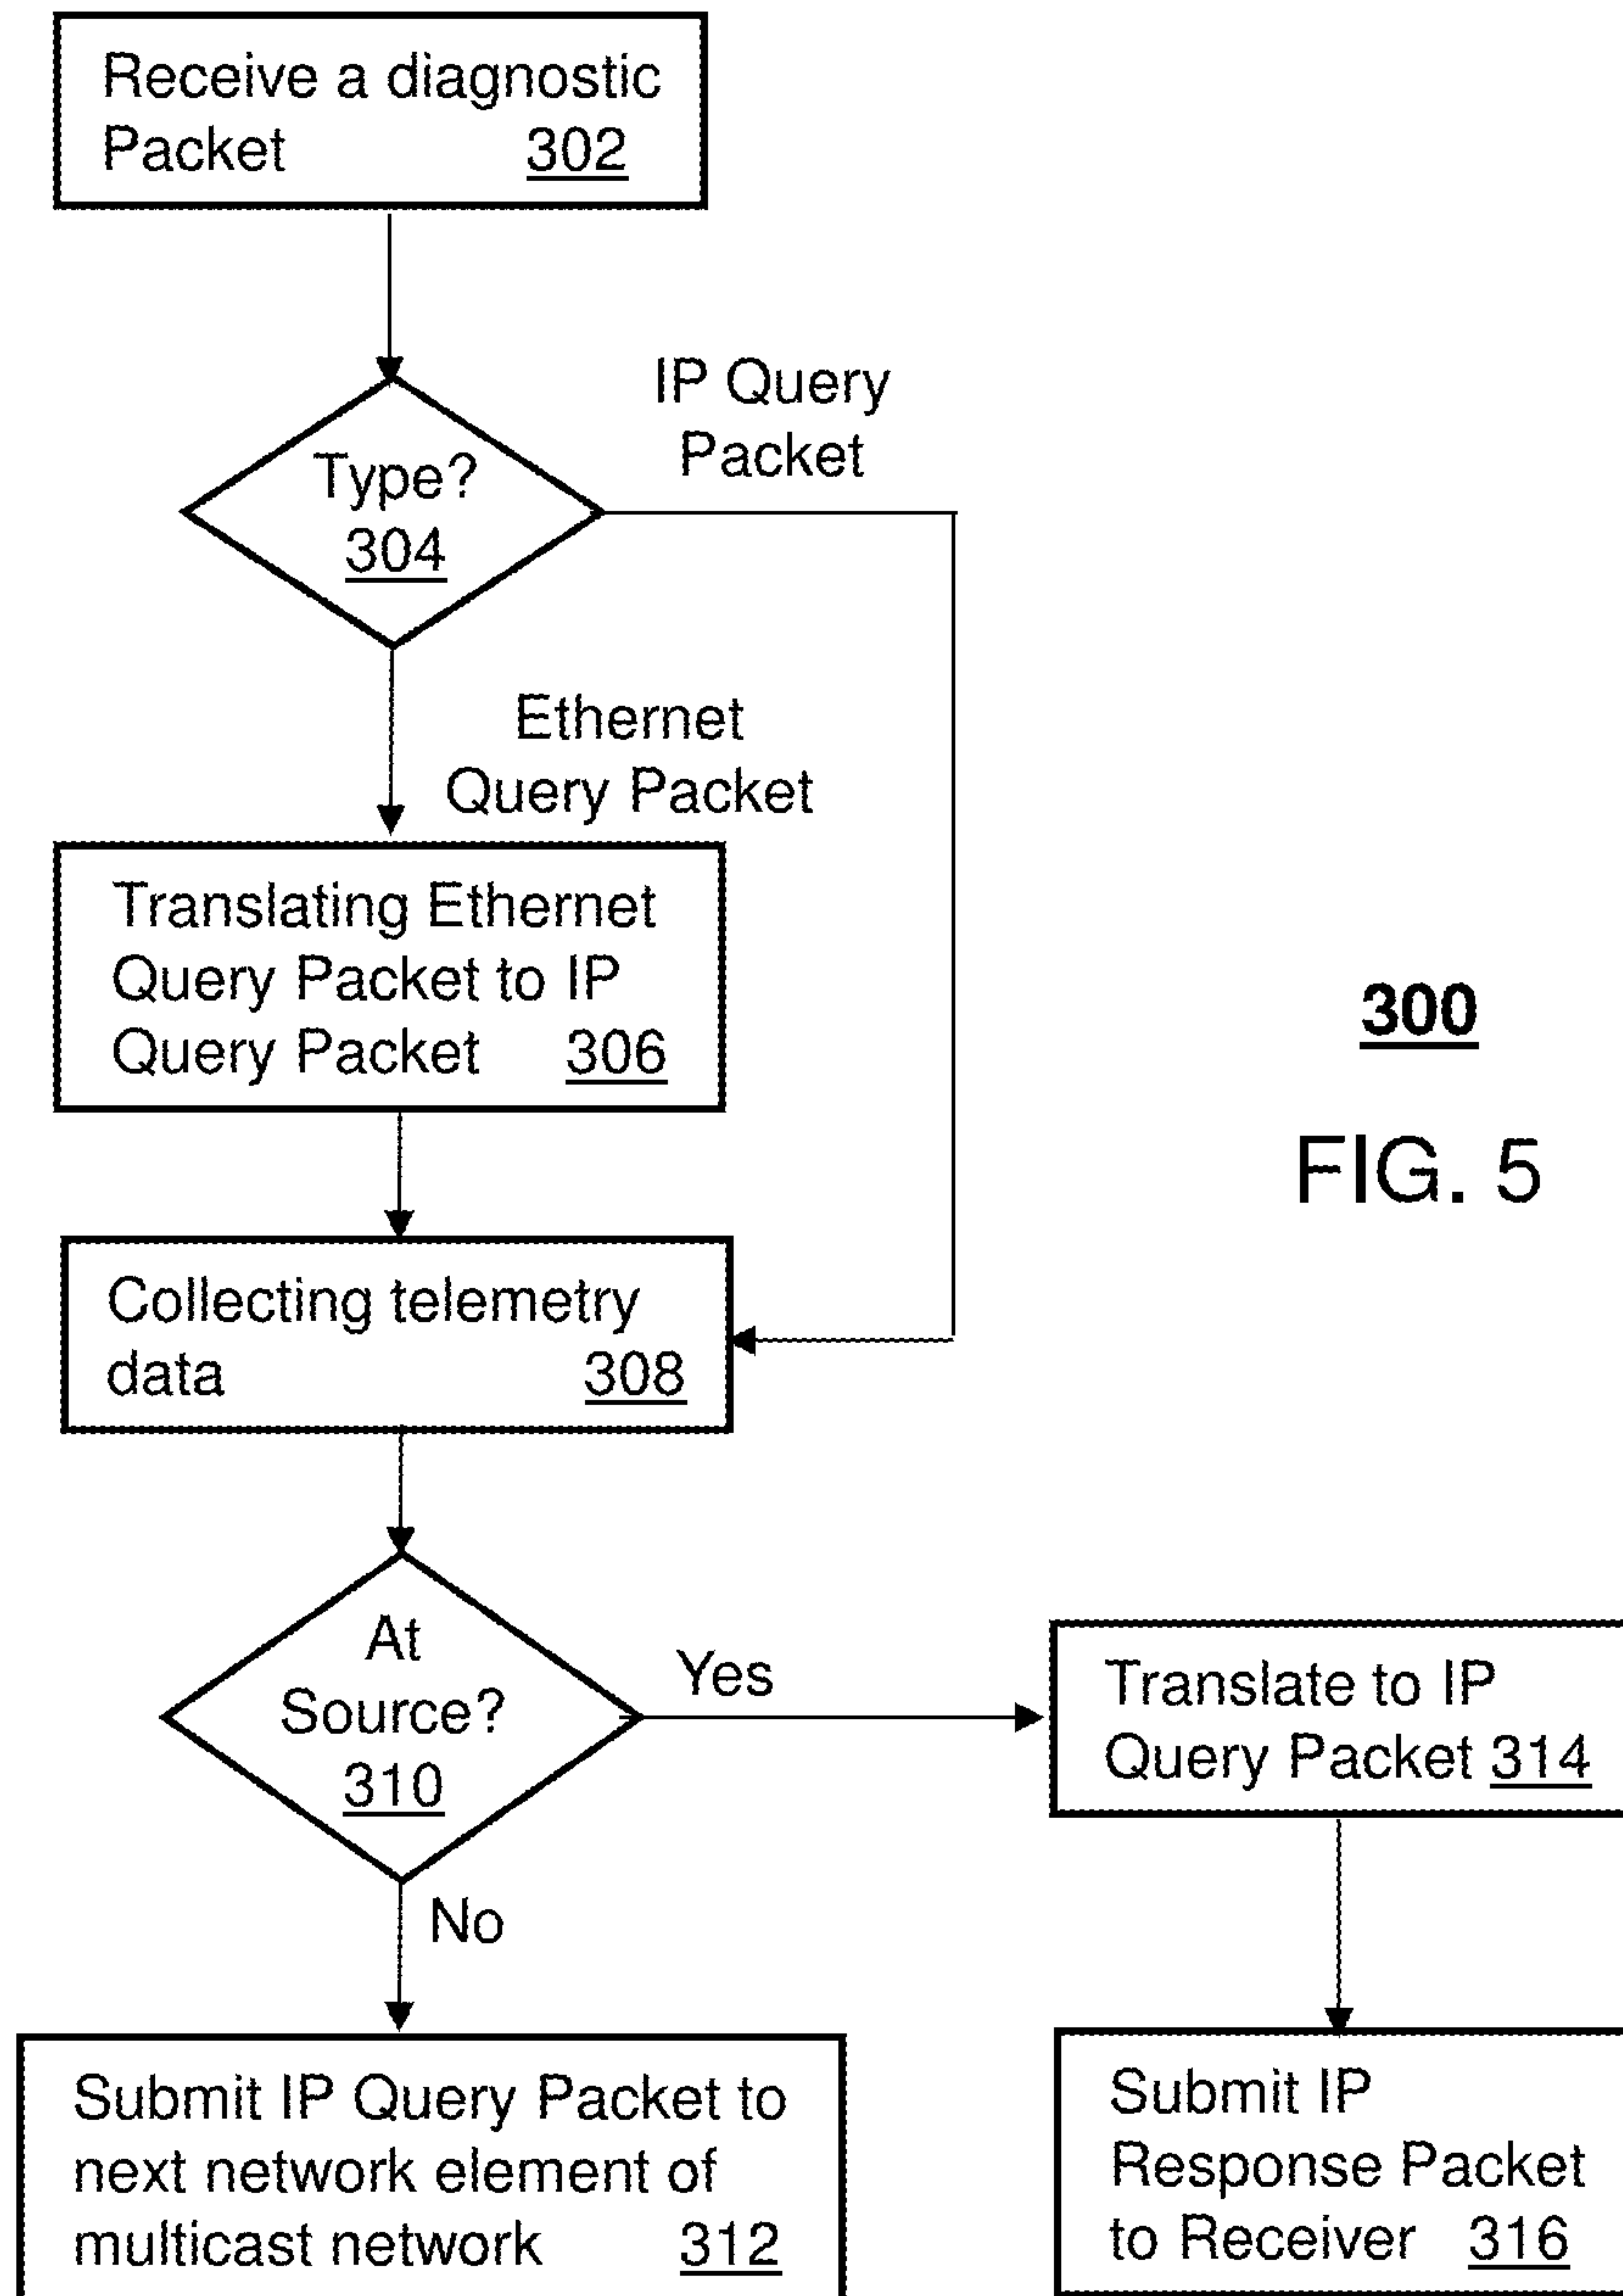 Receive a diagnostic
Packet 302
IP Query
Packet
Type?
304
Ethernet
Query Packet
Translating Ethernet
Query Packet to IP
Query Packet 306
300
FIG. 5
Collecting telemetry
data 308
At
Source?
310
Yes
Translate to IP
Query Packet 314
No
Submit IP Query Packet to
next network element of
multicast network 312
Submit IP
Response Packet
to Receiver 316